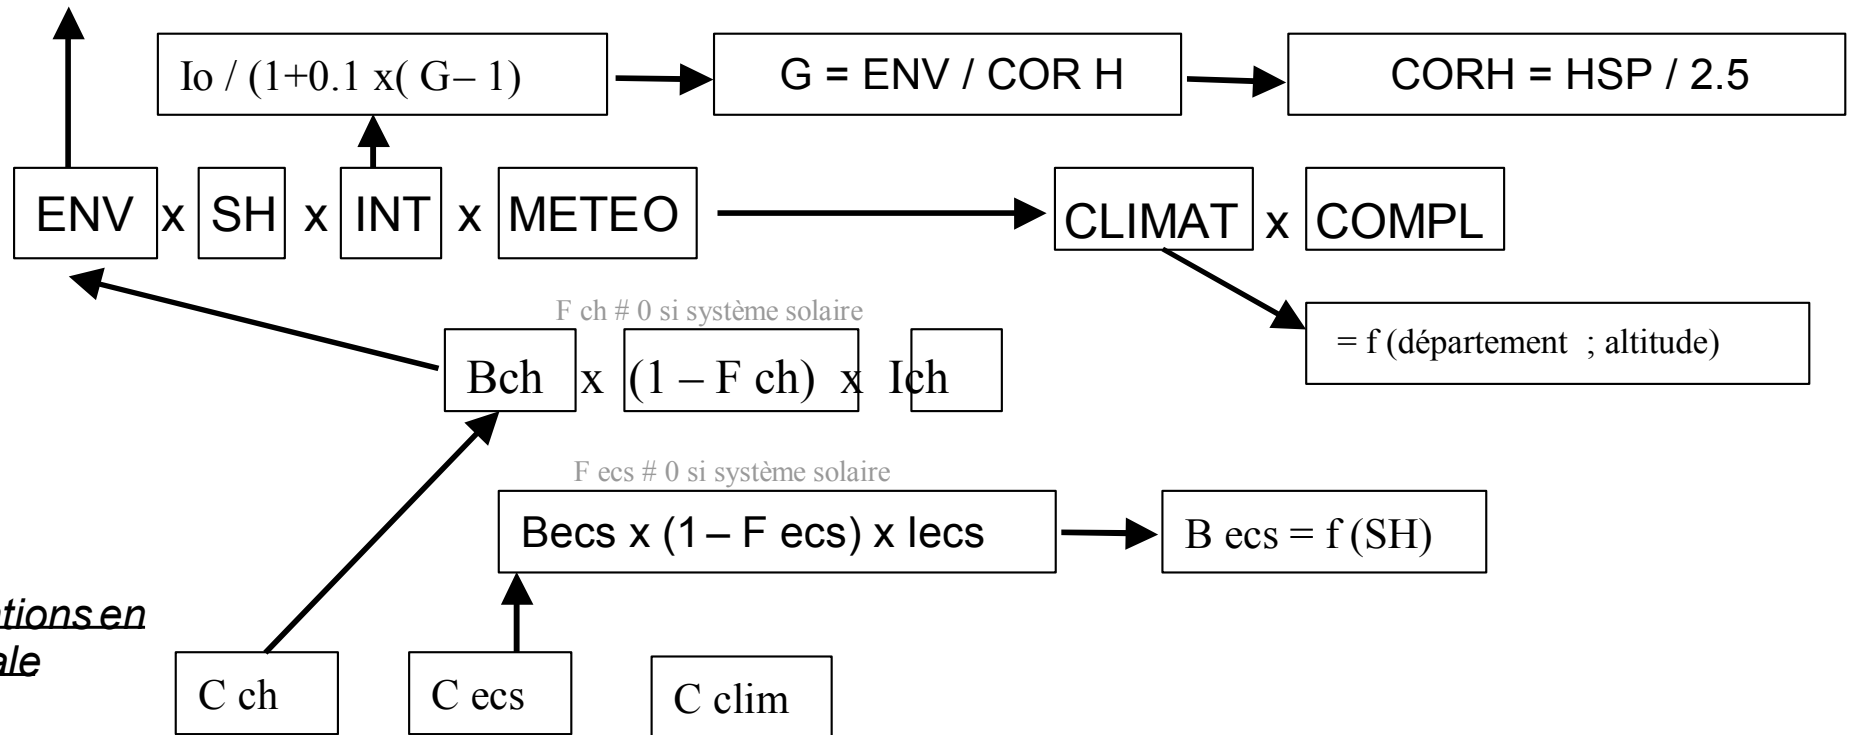 Io / (1+0.1 x( G– 1)
G = ENV / COR H
CORH = HSP / 2.5
ENV x SH x INT x METEO
CLIMAT x COMPL
F ch # 0 si système solaire
= f (département ; altitude)
Bch x (1 – F ch) x Ich
F ecs # 0 si système solaire
Becs x (1 – F ecs) x Iecs
B ecs = f (SH)
ations en
ale
C ch
C ecs
C clim